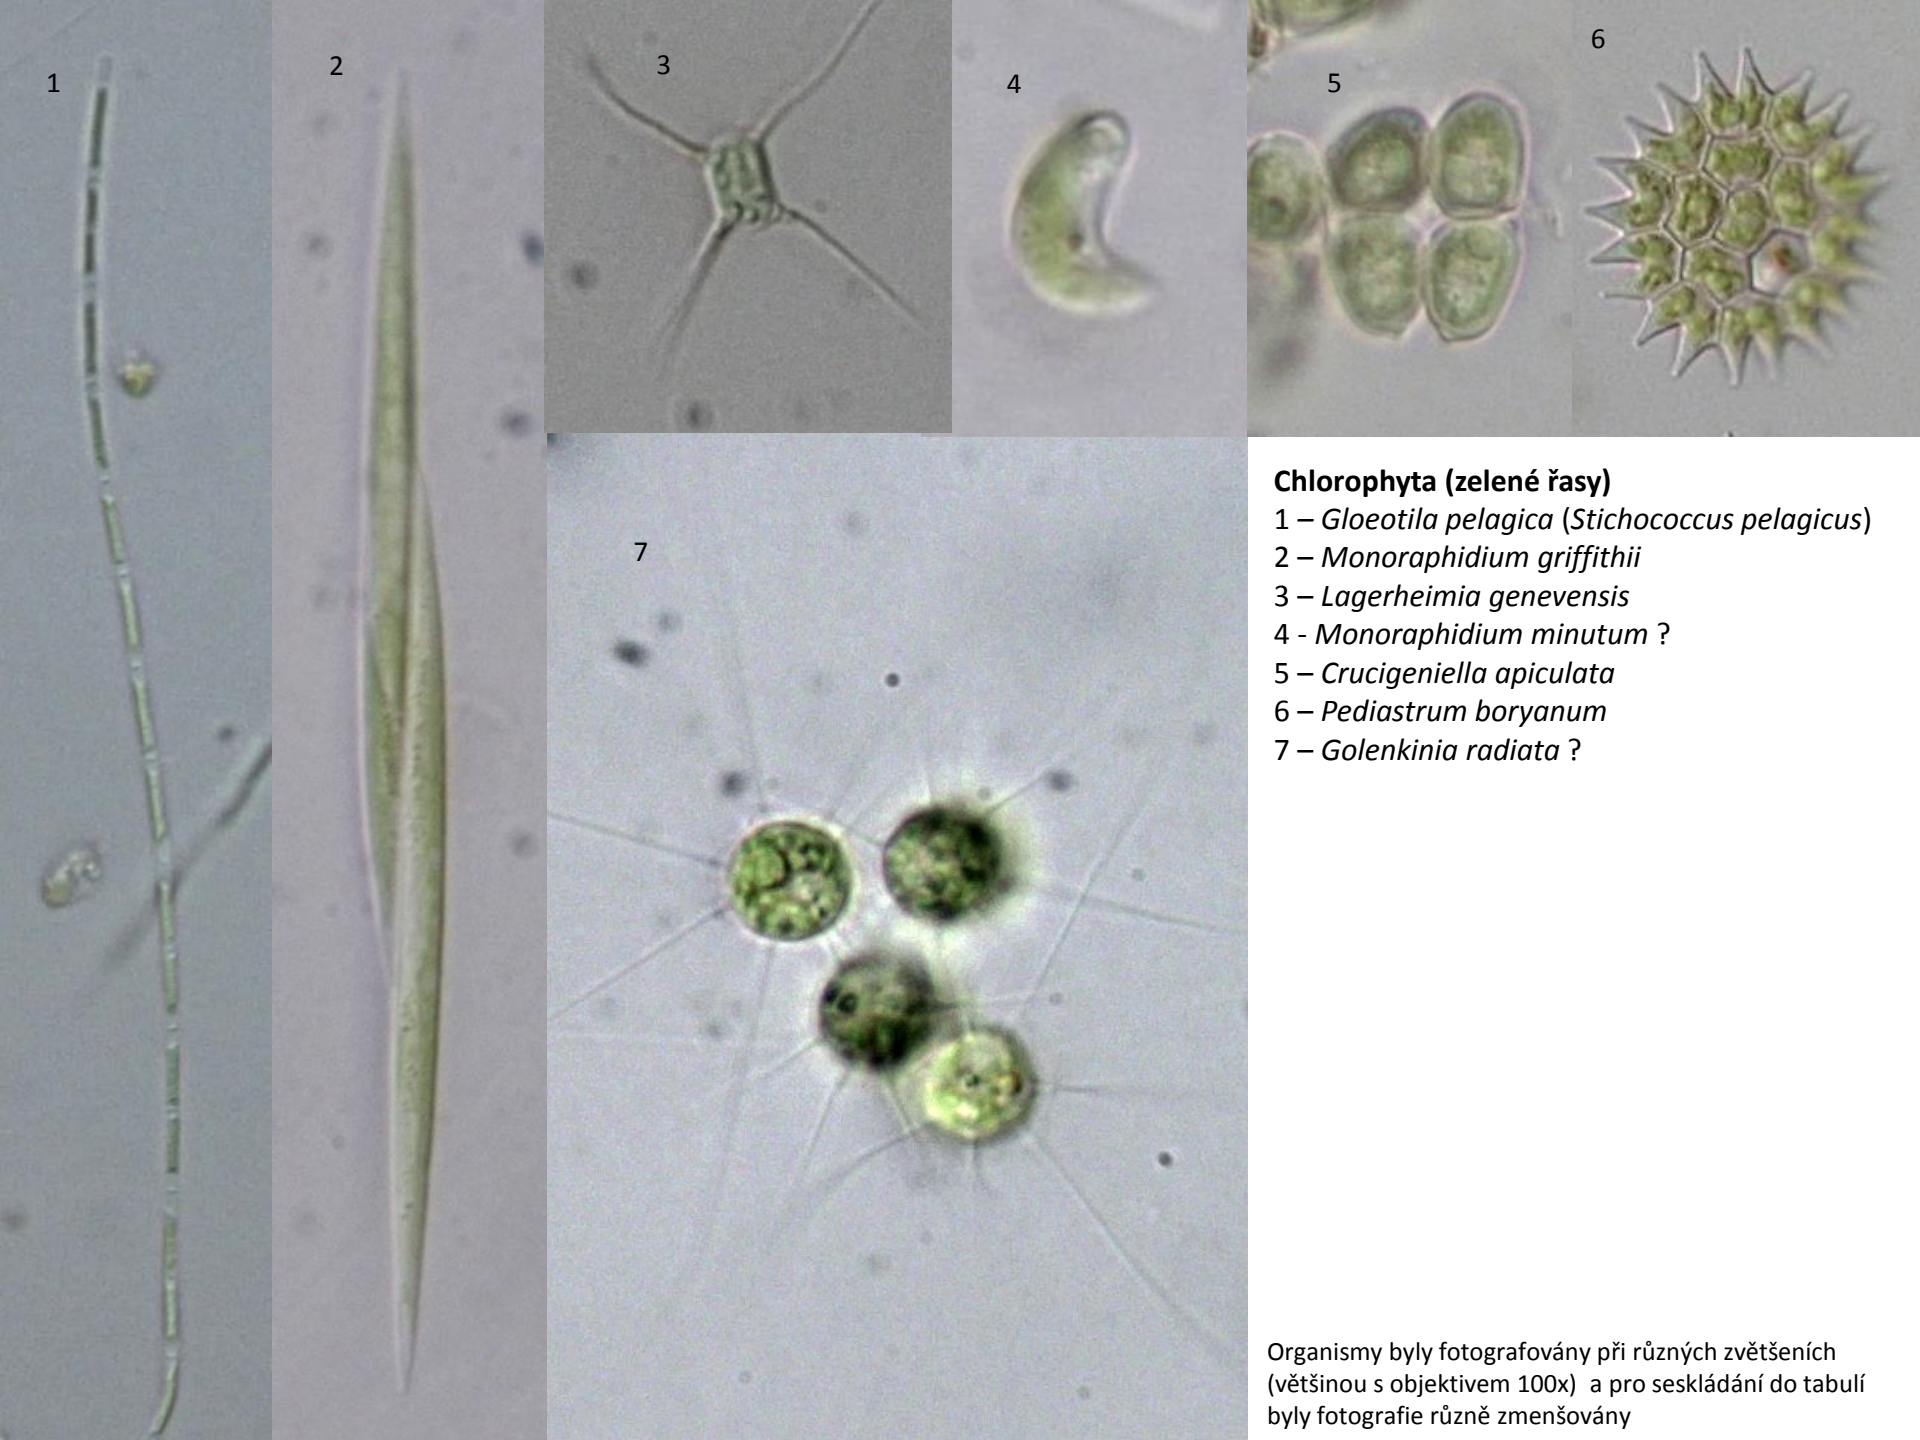 1
2
3
4
5
6
7
Chlorophyta (zelené řasy)
1 – Gloeotila pelagica (Stichococcus pelagicus)
2 – Monoraphidium griffithii
3 – Lagerheimia genevensis
4 - Monoraphidium minutum ?
5 – Crucigeniella apiculata
6 – Pediastrum boryanum
7 – Golenkinia radiata ?
Organismy byly fotografovány při různých zvětšeních
(většinou s objektivem 100x) a pro seskládání do tabulí
byly fotografie různě zmenšovány